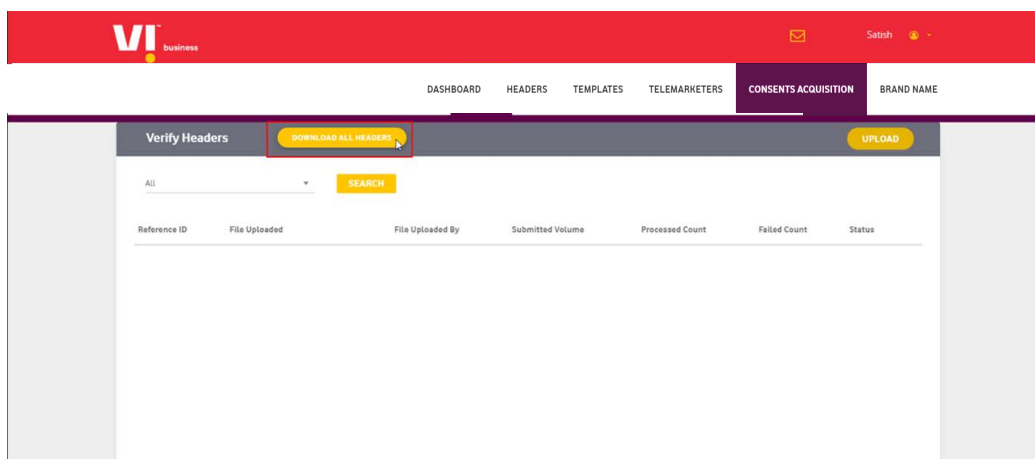 VI™ business
Satish
DASHBOARD HEADERS TEMPLATES TELEMARKETERS CONSENTS ACQUISITION BRAND NAME
Verify Headers DOWNLOAD ALL HEADERS UPLOAD
All SEARCH
Reference ID File Uploaded File Uploaded By Submitted Volume Processed Count Failed Count Status